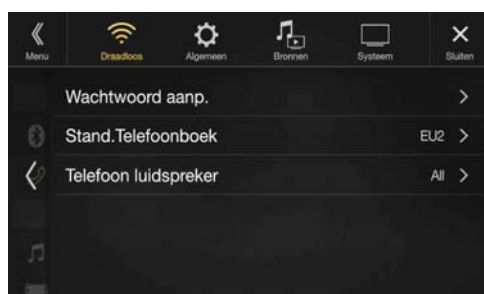 Menu Draadloos Algemeen Bronnen Systeem Sluiten
Wachtwoord aanp.
Stand.Telefoonboek EU2
Telefoon luidspreker All